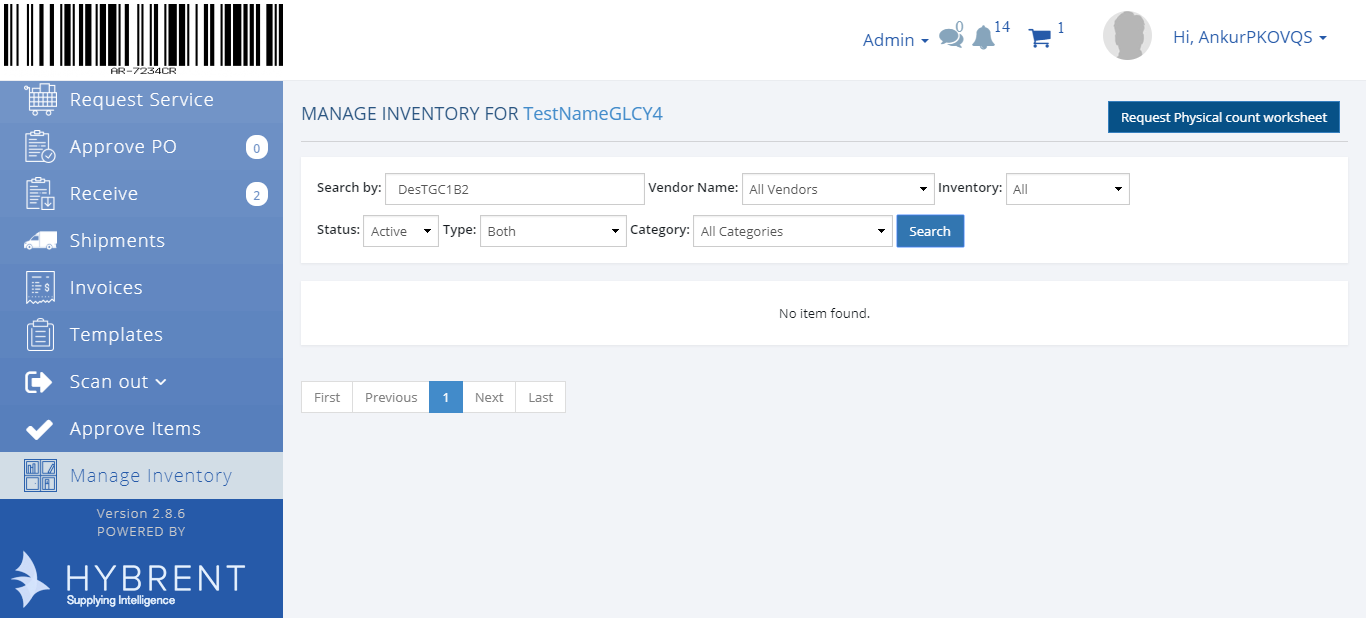 AR-7234CR
Admin
0
14
1
Hi, AnkurPKOVQS
Request Service
Approve PO 0
Receive 2
Shipments
Invoices
Templates
Scan out
Approve Items
Manage Inventory
Version 2.8.6
POWERED BY
HYBRENT
Supplying Intelligence
MANAGE INVENTORY FOR TestNameGLCY4
Request Physical count worksheet
Search by: DesTGC1B2 Vendor Name: All Vendors Inventory: All
Status: Active Type: Both Category: All Categories Search
No item found.
First Previous 1 Next Last